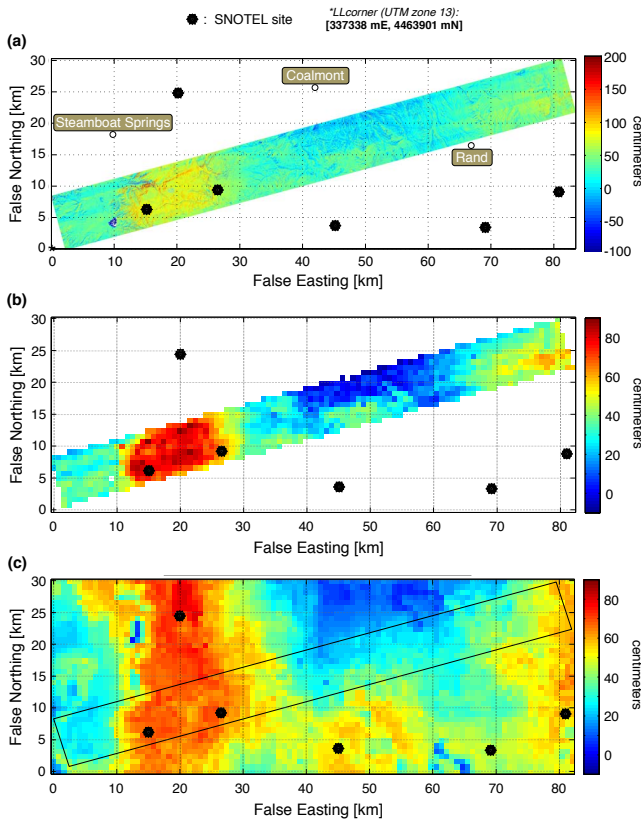 : SNOTEL site
*LLcorner (UTM zone 13):
[337338 mE, 4463901 mN]
(a)
30
25
20
15
10
5
0
False Northing [km]
Steamboat Springs
Coalmont
Rand
0 10 20 30 40 50 60 70 80
False Easting [km]
200
150
100
50
0
-50
-100
centimeters
(b)
30
25
20
15
10
5
0
False Northing [km]
0 10 20 30 40 50 60 70 80
False Easting [km]
80
60
40
20
0
centimeters
(c)
30
25
20
15
10
5
0
False Northing [km]
0 10 20 30 40 50 60 70 80
False Easting [km]
80
60
40
20
0
centimeters